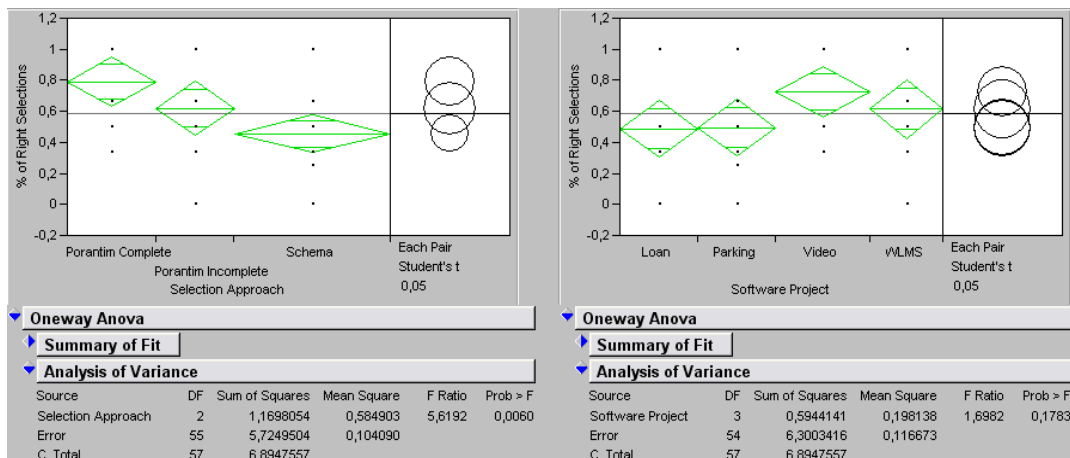 1,2
1
0,8
0,6
0,4
0,2
0
-0,2
% of Right Selections
Porantim Complete
Schema
Porantim Incomplete
Selection Approach
Each Pair
Student's t
0,05
Oneway Anova
Summary of Fit
Analysis of Variance
Source DF Sum of Squares Mean Square F Ratio Prob > F
Selection Approach 2 1,1698054 0,584903 5,6192 0,0060
Error 55 5,7249504 0,104090
C. Total 57 6,8947557
1,2
1
0,8
0,6
0,4
0,2
0
-0,2
% of Right Selections
Loan Parking Video WLMS
Software Project
Each Pair
Student's t
0,05
Oneway Anova
Summary of Fit
Analysis of Variance
Source DF Sum of Squares Mean Square F Ratio Prob > F
Software Project 3 0,5944141 0,198138 1,6982 0,1783
Error 54 6,3003416 0,116673
C. Total 57 6,8947557